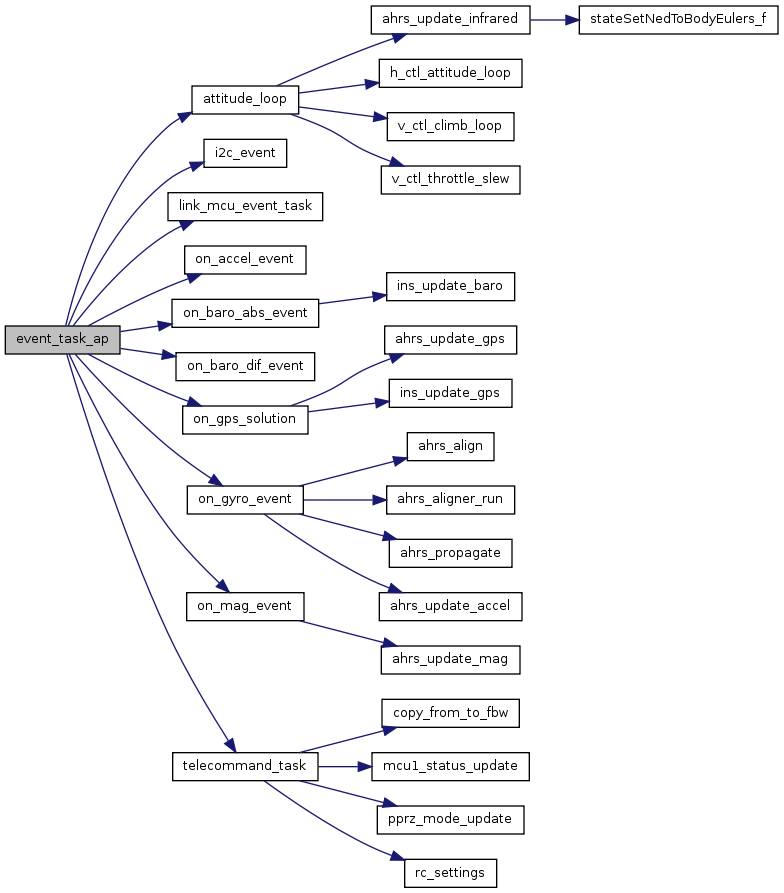 ahrs_update_infrared
stateSetNedToBodyEulers_f
h_ctl_attitude_loop
attitude_loop
v_ctl_climb_loop
i2c_event
v_ctl_throttle_slew
link_mcu_event_task
on_accel_event
ins_update_baro
on_baro_abs_event
event_task_ap
ahrs_update_gps
on_baro_dif_event
ins_update_gps
on_gps_solution
ahrs_align
on_gyro_event
ahrs_aligner_run
ahrs_propagate
on_mag_event
ahrs_update_accel
ahrs_update_mag
copy_from_to_fbw
telecommand_task
mcu1_status_update
pprz_mode_update
rc_settings